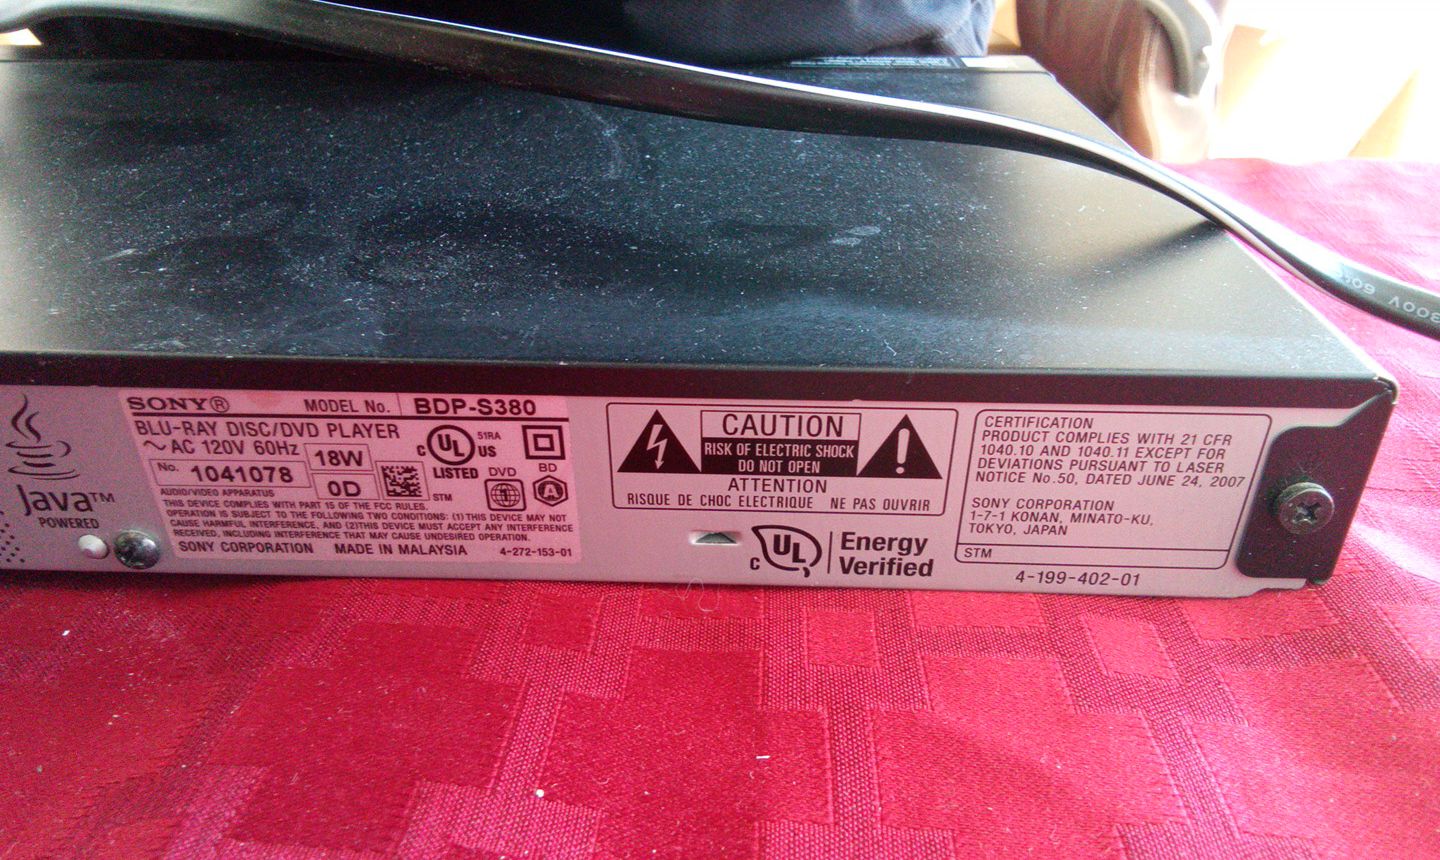 300V 60°
Java™
POWERED
SONY® MODEL No. BDP-S380
BLU-RAY DISC/DVD PLAYER
~ AC 120V 60Hz 18W
No. 1041078 0D
C UL US 51RA
LISTED
DVD BD
STM
AUDIO/VIDEO APPARATUS
THIS DEVICE COMPLIES WITH PART 15 OF THE FCC RULES.
OPERATION IS SUBJECT TO THE FOLLOWING TWO CONDITIONS: (1) THIS DEVICE MAY NOT
CAUSE HARMFUL INTERFERENCE, AND (2)THIS DEVICE MUST ACCEPT ANY INTERFERENCE
RECEIVED, INCLUDING INTERFERENCE THAT MAY CAUSE UNDESIRED OPERATION.
SONY CORPORATION MADE IN MALAYSIA 4-272-153-01
CAUTION
RISK OF ELECTRIC SHOCK
DO NOT OPEN
ATTENTION
RISQUE DE CHOC ELECTRIQUE NE PAS OUVRIR
C UL Energy
Verified
CERTIFICATION
PRODUCT COMPLIES WITH 21 CFR
1040.10 AND 1040.11 EXCEPT FOR
DEVIATIONS PURSUANT TO LASER
NOTICE No.50, DATED JUNE 24, 2007
SONY CORPORATION
1-7-1 KONAN, MINATO-KU,
TOKYO, JAPAN
STM
4-199-402-01